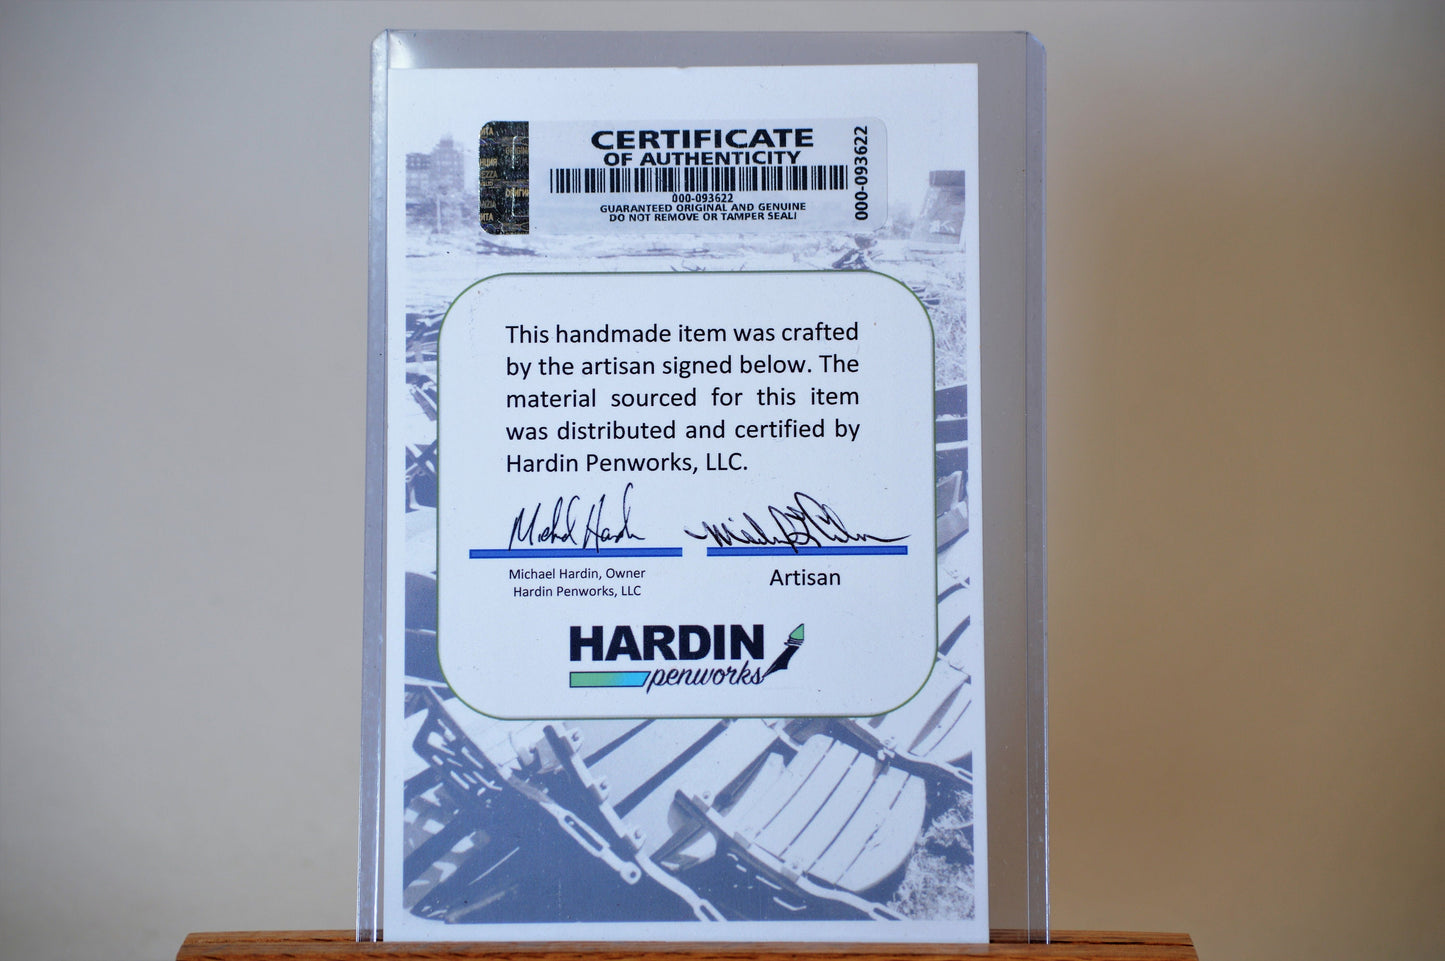 CERTIFICATE
OF AUTHENTICITY
000-093622
GUARANTEED ORIGINAL AND GENUINE
DO NOT REMOVE OR TAMPER SEAL!
000-093622
This handmade item was crafted
by the artisan signed below. The
material sourced for this item
was distributed and certified by
Hardin Penworks, LLC.
Michael Hardin
Michael Hardin, Owner
Hardin Penworks, LLC
Artisan
HARDIN
penworks